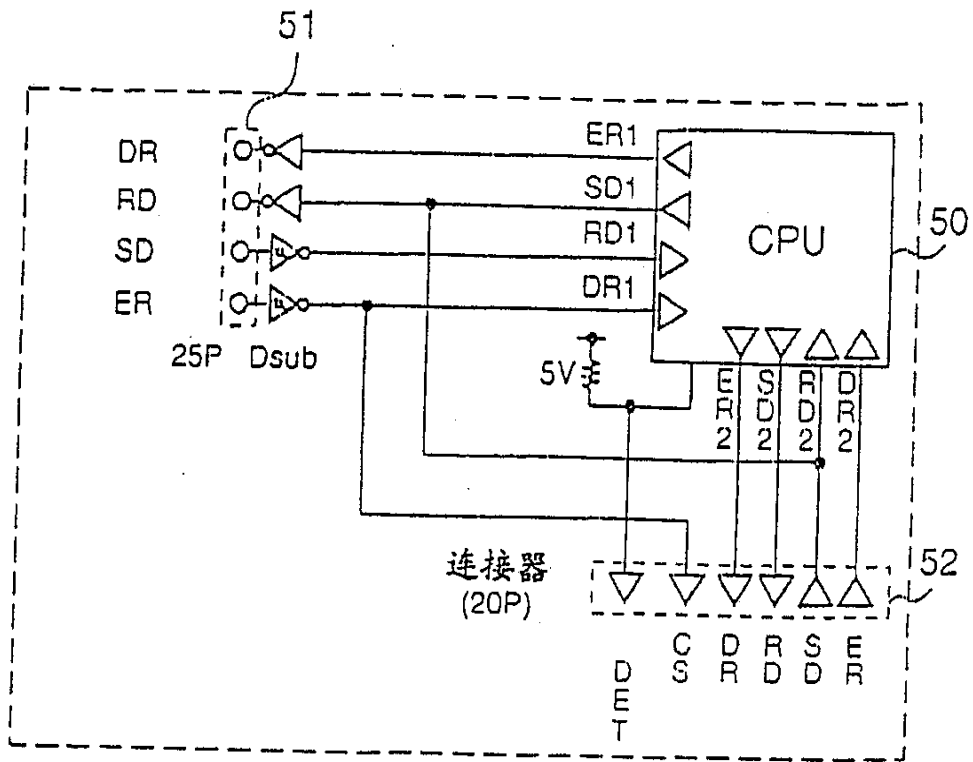 51
DR
RD
SD
ER
25P Dsub
ER1
SD1
RD1
DR1
CPU
50
5V
ER2
SD2
RD2
DR2
连接器
(20P)
52
DET
CS
DR
RD
SD
ER